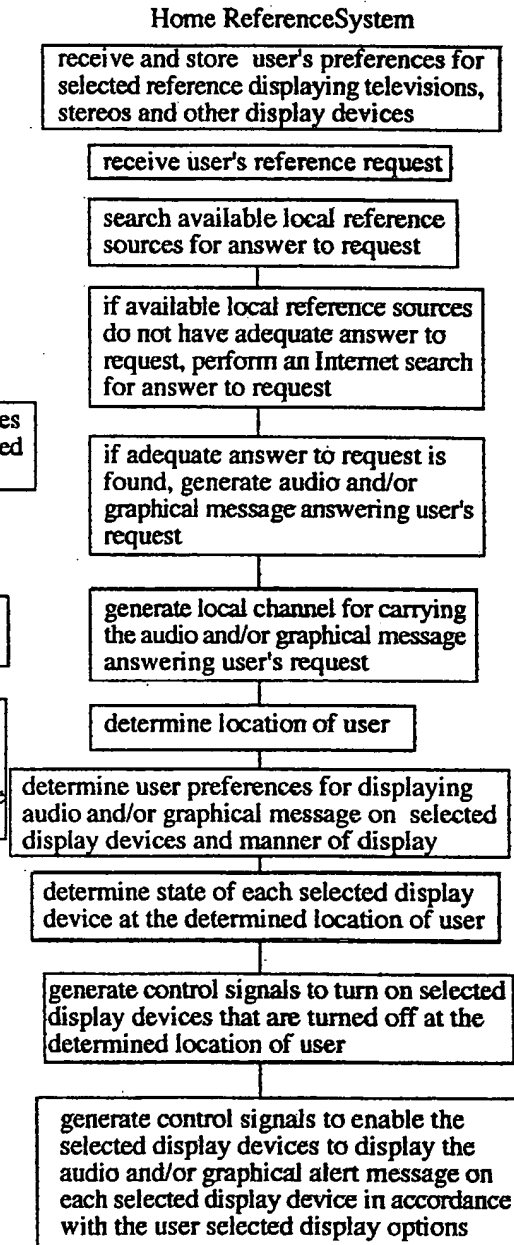 Home ReferenceSystem
receive and store user's preferences for
selected reference displaying televisions,
stereos and other display devices
receive user's reference request
search available local reference
sources for answer to request
if available local reference sources
do not have adequate answer to
request, perform an Internet search
for answer to request
es
ed
if adequate answer to request is
found, generate audio and/or
graphical message answering user's
request
generate local channel for carrying
the audio and/or graphical message
answering user's request
determine location of user
determine user preferences for displaying
audio and/or graphical message on selected
display devices and manner of display
determine state of each selected display
device at the determined location of user
generate control signals to turn on selected
display devices that are turned off at the
determined location of user
generate control signals to enable the
selected display devices to display the
audio and/or graphical alert message on
each selected display device in accordance
with the user selected display options